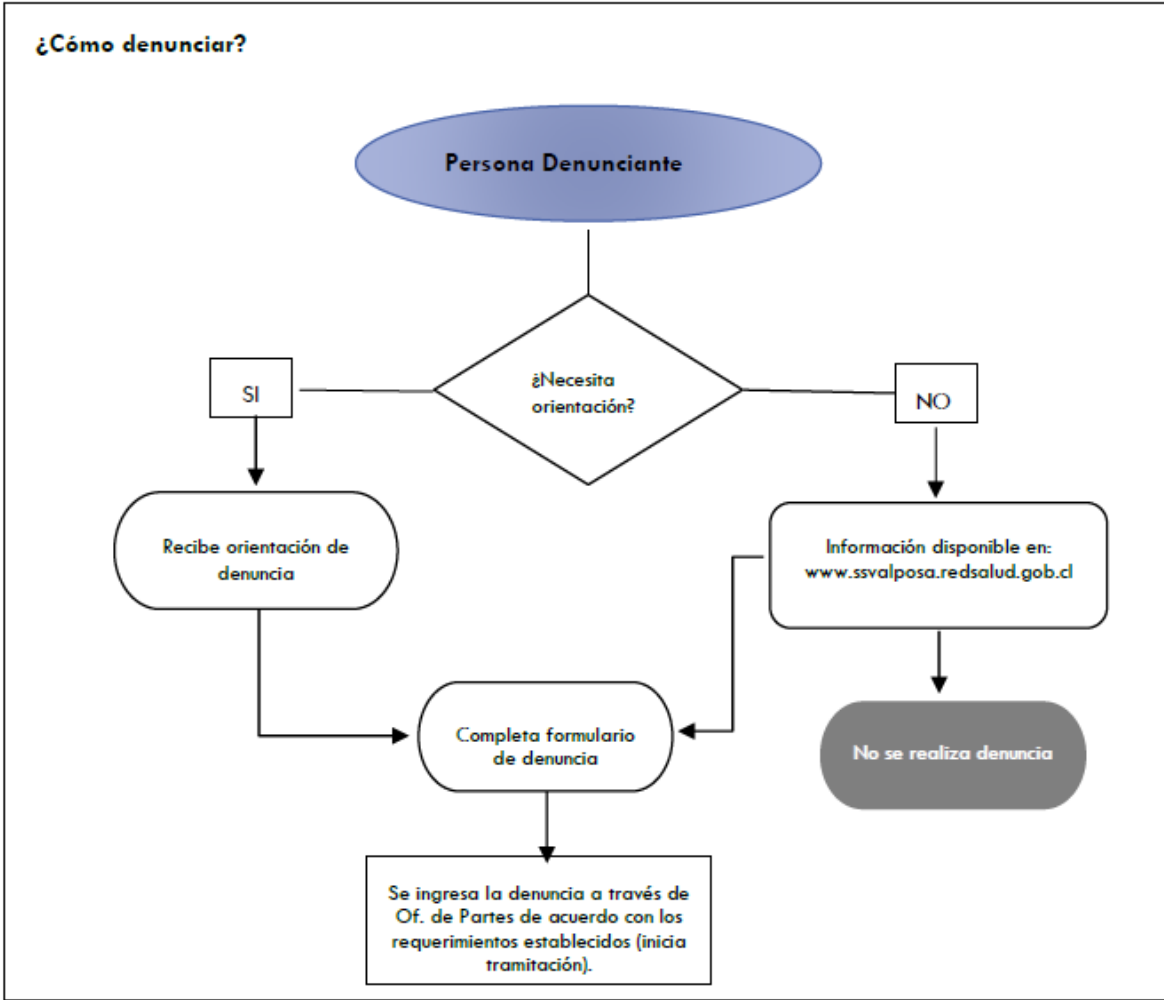 ¿Cómo denunciar?
Persona Denunciante
¿Necesita
orientación?
SI
NO
Recibe orientación de
denuncia
Información disponible en:
www.ssvalposa.redsalud.gob.cl
Completa formulario
de denuncia
No se realiza denuncia
Se ingresa la denuncia a través de
Of. de Partes de acuerdo con los
requerimientos establecidos (inicia
tramitación).